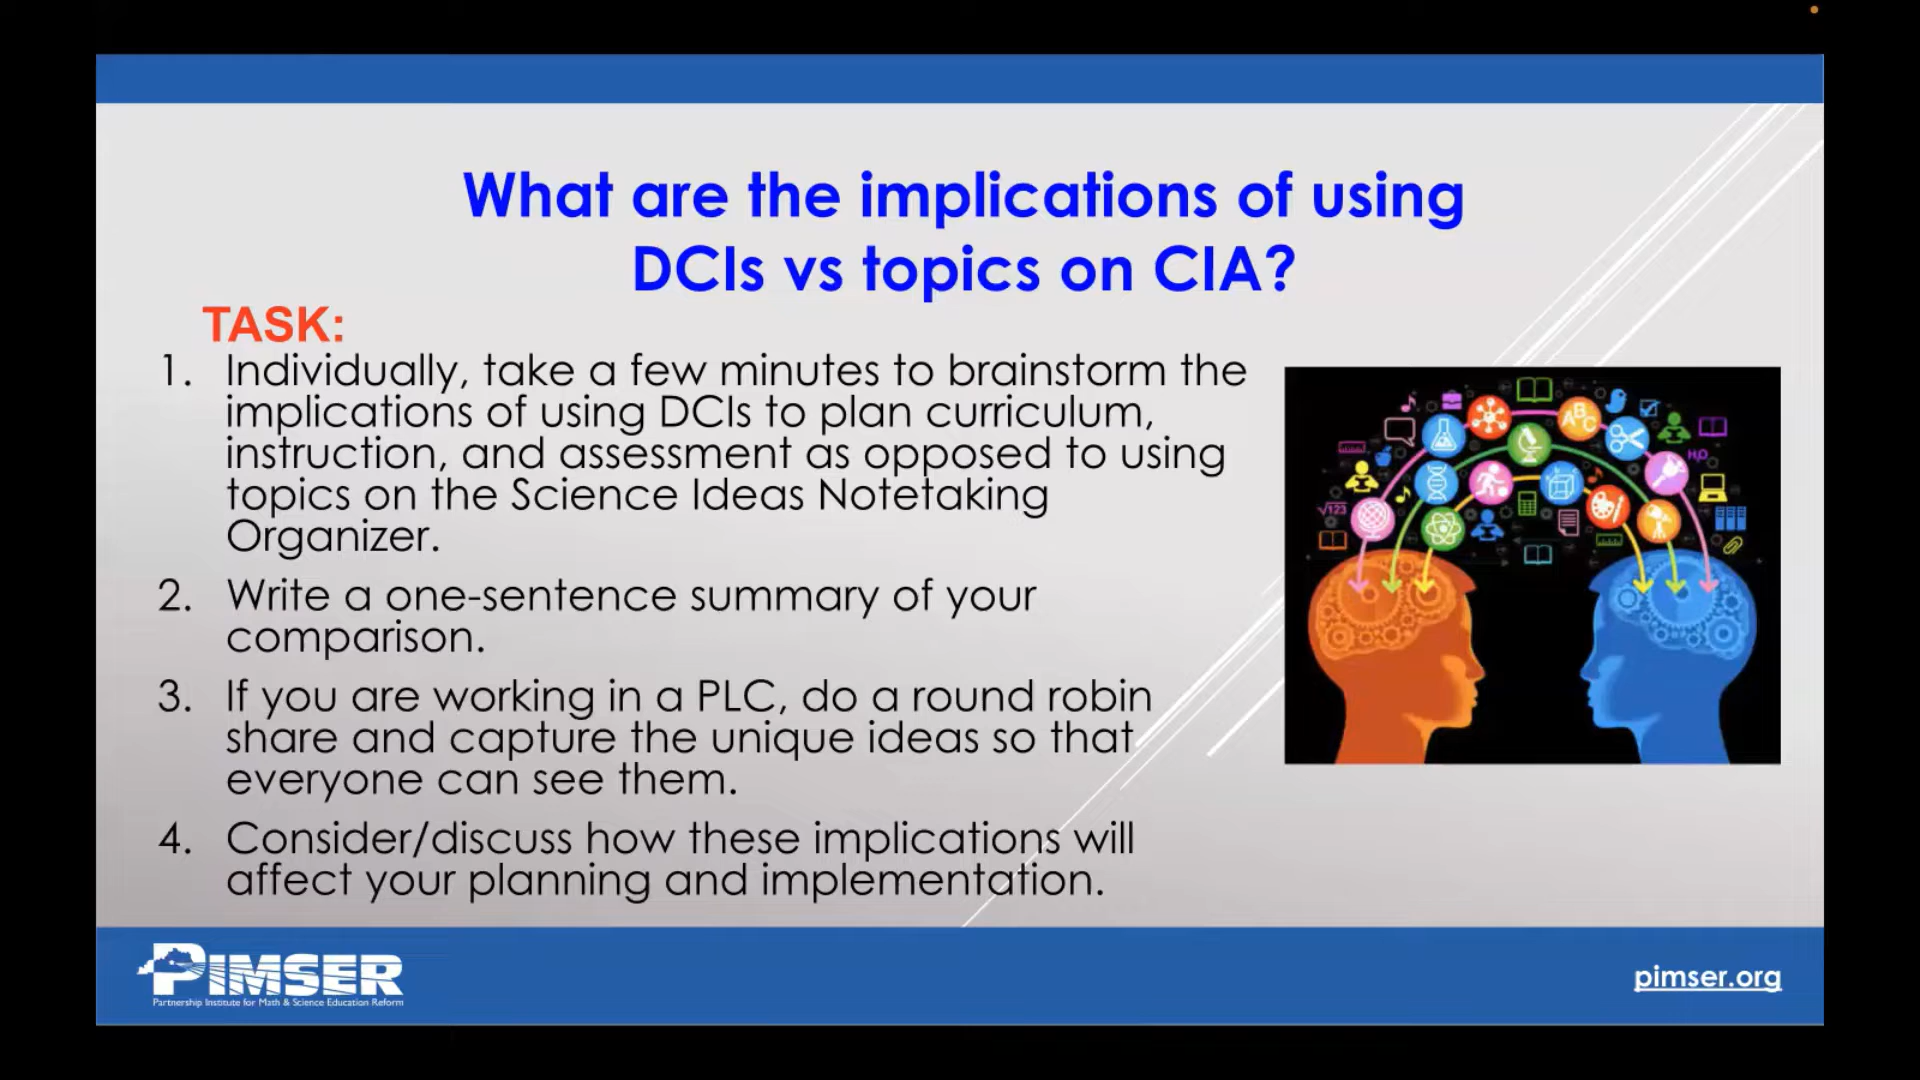 What are the implications of using
DCIs vs topics on CIA?
TASK:
1. Individually, take a few minutes to brainstorm the
implications of using DCIs to plan curriculum,
instruction, and assessment as opposed to using
topics on the Science Ideas Notetaking
Organizer.
2. Write a one-sentence summary of your
comparison.
3. If you are working in a PLC, do a round robin
share and capture the unique ideas so that
everyone can see them.
4. Consider/discuss how these implications will
affect your planning and implementation.
ABC
H₂O
√123
PIMSER
Partnership Institute for Math & Science Education Reform
pimser.org